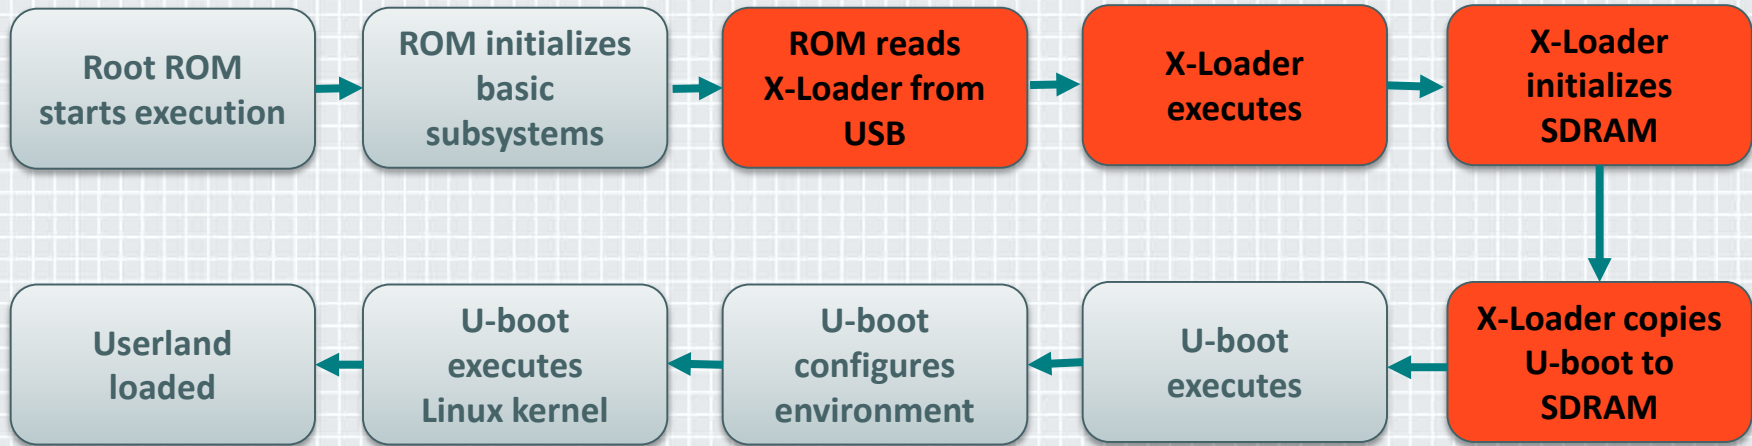 Root ROM
starts execution
ROM initializes
basic
subsystems
ROM reads
X-Loader from
USB
X-Loader
executes
X-Loader
initializes
SDRAM
X-Loader copies
U-boot to
SDRAM
U-boot
executes
U-boot
configures
environment
U-boot
executes
Linux kernel
Userland
loaded